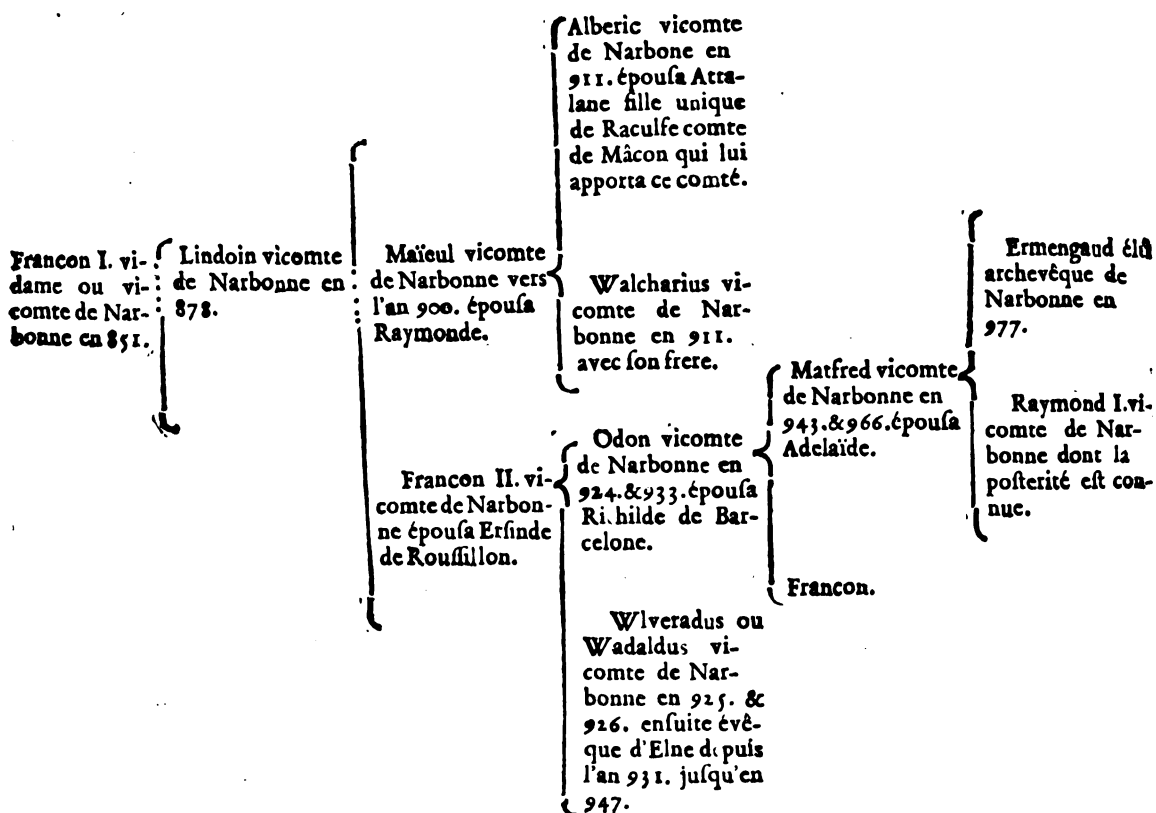 Francon I. vi-
dame ou vi-
comte de Nar-
bonne en 851.
Lindoin vicomte
de Narbonne en
878.
Maïeul vicomte
de Narbonne vers
l'an 900. épouſa
Raymonde.
Alberic vicomte
de Narbone en
911. épouſa Atta-
lane fille unique
de Raculfe comte
de Mâcon qui lui
apporta ce comté.
Walcharius vi-
comte de Nar-
bonne en 911.
avec ſon frere.
Francon II. vi-
comte de Narbon-
ne épouſa Erſinde
de Rouſſillon.
Odon vicomte
de Narbonne en
924. & 933. épouſa
Richilde de Bar-
celone.
Wlveradus ou
Wadaldus vi-
comte de Nar-
bonne en 925. &
926. enſuite évê-
que d'Elne depuis
l'an 931. juſqu'en
947.
Matfred vicomte
de Narbonne en
943. & 966. épouſa
Adelaïde.
Francon.
Ermengaud élû
archevêque de
Narbonne en
977.
Raymond I. vi-
comte de Nar-
bonne dont la
poſterité eſt con-
nue.